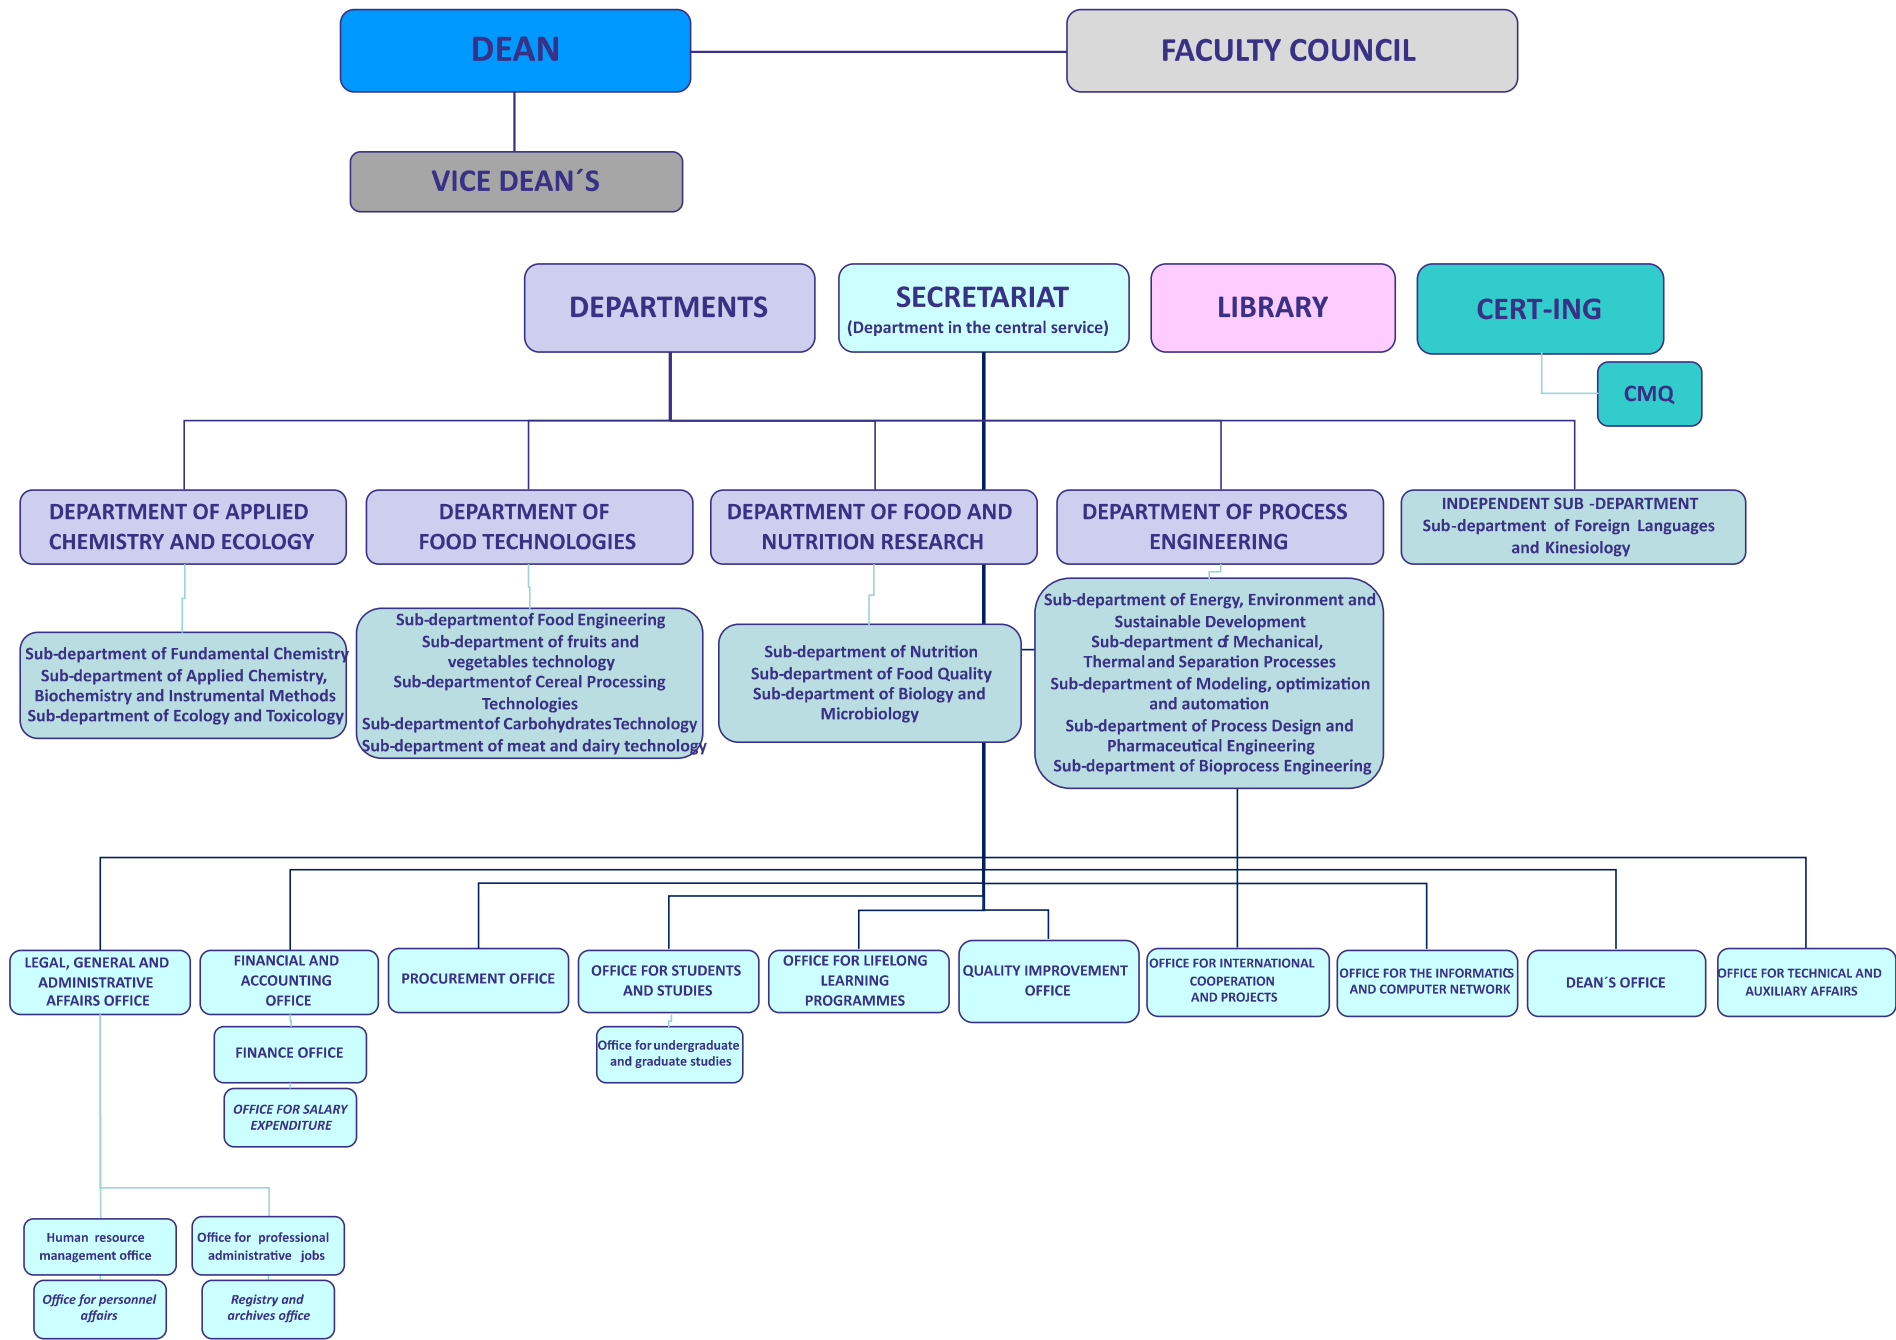 DEAN
FACULTY COUNCIL
VICE DEAN´S
DEPARTMENTS
SECRETARIAT
(Department in the central service)
LIBRARY
CERT-ING
CMQ
DEPARTMENT OF APPLIED
CHEMISTRY AND ECOLOGY
DEPARTMENT OF
FOOD TECHNOLOGIES
DEPARTMENT OF FOOD AND
NUTRITION RESEARCH
DEPARTMENT OF PROCESS
ENGINEERING
INDEPENDENT SUB -DEPARTMENT
Sub-department of Foreign Languages
and Kinesiology
Sub-department of Fundamental Chemistry
Sub-department of Applied Chemistry,
Biochemistry and Instrumental Methods
Sub-department of Ecology and Toxicology
Sub-department of Food Engineering
Sub-department of fruits and
vegetables technology
Sub-department of Cereal Processing
Technologies
Sub-department of Carbohydrates Technology
Sub-department of meat and dairy technology
Sub-department of Nutrition
Sub-department of Food Quality
Sub-department of Biology and
Microbiology
Sub-department of Energy, Environment and
Sustainable Development
Sub-department of Mechanical,
Thermal and Separation Processes
Sub-department of Modeling, optimization
and automation
Sub-department of Process Design and
Pharmaceutical Engineering
Sub-department of Bioprocess Engineering
LEGAL, GENERAL AND
ADMINISTRATIVE
AFFAIRS OFFICE
FINANCIAL AND
ACCOUNTING
OFFICE
PROCUREMENT OFFICE
OFFICE FOR STUDENTS
AND STUDIES
OFFICE FOR LIFELONG
LEARNING
PROGRAMMES
QUALITY IMPROVEMENT
OFFICE
OFFICE FOR INTERNATIONAL
COOPERATION
AND PROJECTS
OFFICE FOR THE INFORMATICS
AND COMPUTER NETWORK
DEAN´S OFFICE
OFFICE FOR TECHNICAL AND
AUXILIARY AFFAIRS
FINANCE OFFICE
OFFICE FOR SALARY
EXPENDITURE
Office for undergraduate
and graduate studies
Human resource
management office
Office for professional
administrative jobs
Office for personnel
affairs
Registry and
archives office